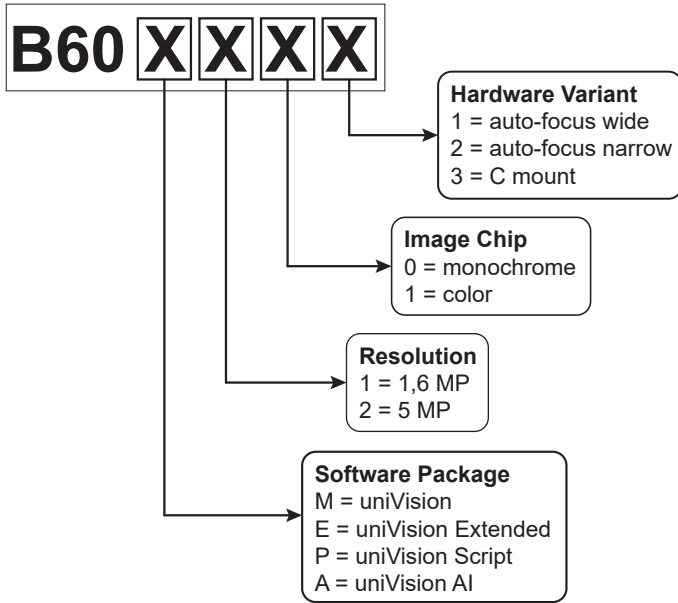 B60 X X X X
Hardware Variant
1 = auto-focus wide
2 = auto-focus narrow
3 = C mount
Image Chip
0 = monochrome
1 = color
Resolution
1 = 1,6 MP
2 = 5 MP
Software Package
M = uniVision
E = uniVision Extended
P = uniVision Script
A = uniVision AI